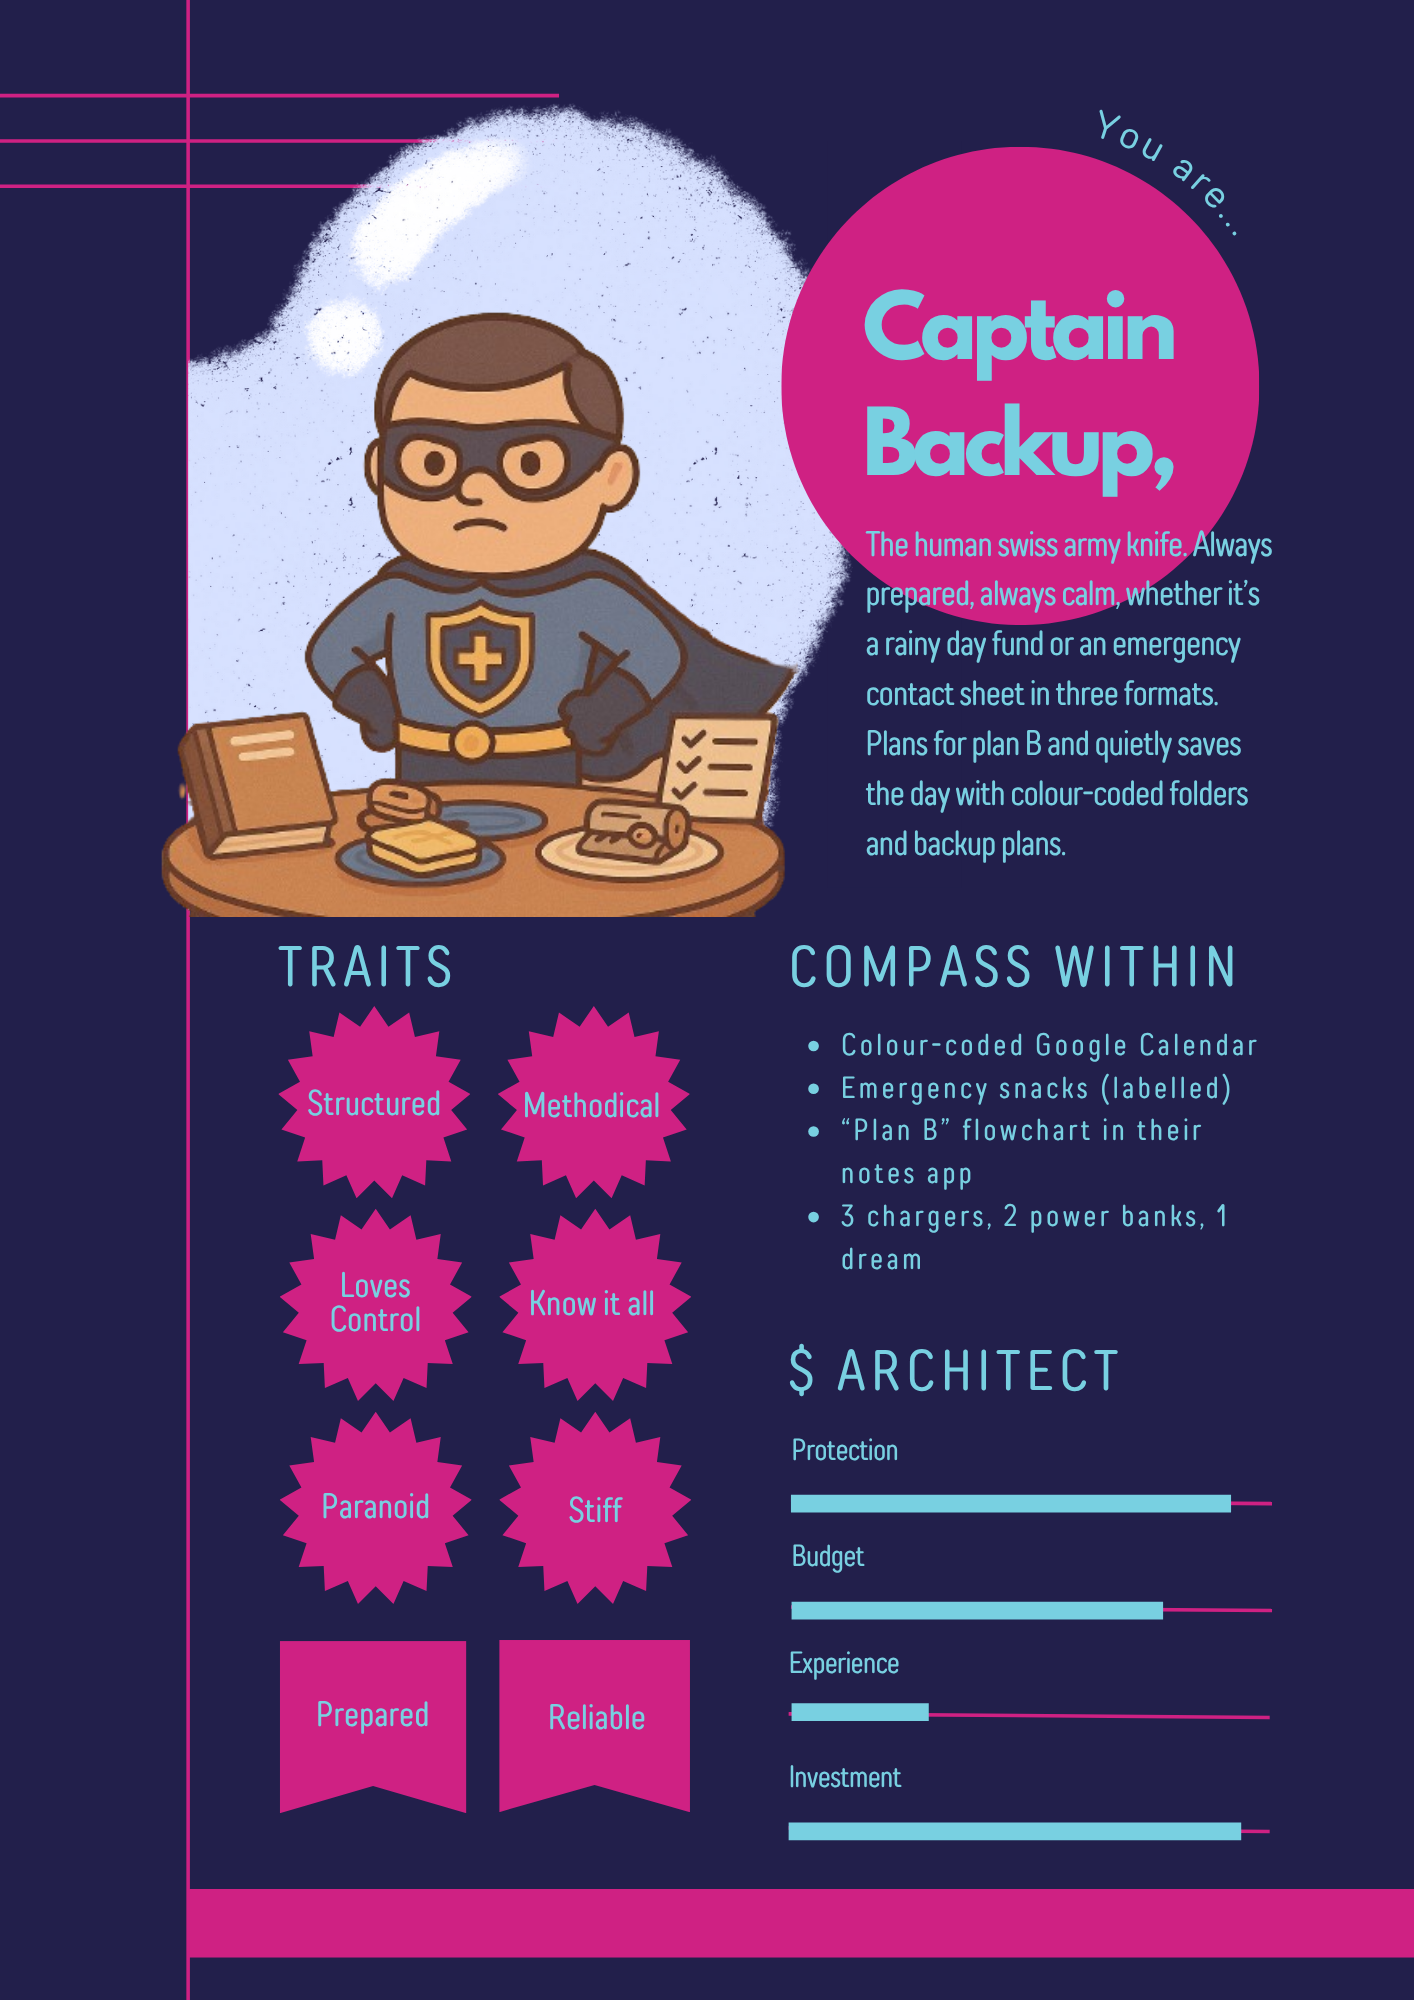 You are...
Captain
Backup,
The human swiss army knife. Always
prepared, always calm, whether it’s
a rainy day fund or an emergency
contact sheet in three formats.
Plans for plan B and quietly saves
the day with colour-coded folders
and backup plans.
TRAITS
Structured
Methodical
Loves
Control
Know it all
Paranoid
Stiff
Prepared
Reliable
COMPASS WITHIN
• Colour-coded Google Calendar
• Emergency snacks (labelled)
• “Plan B” flowchart in their
notes app
• 3 chargers, 2 power banks, 1
dream
$ ARCHITECT
Protection
Budget
Experience
Investment